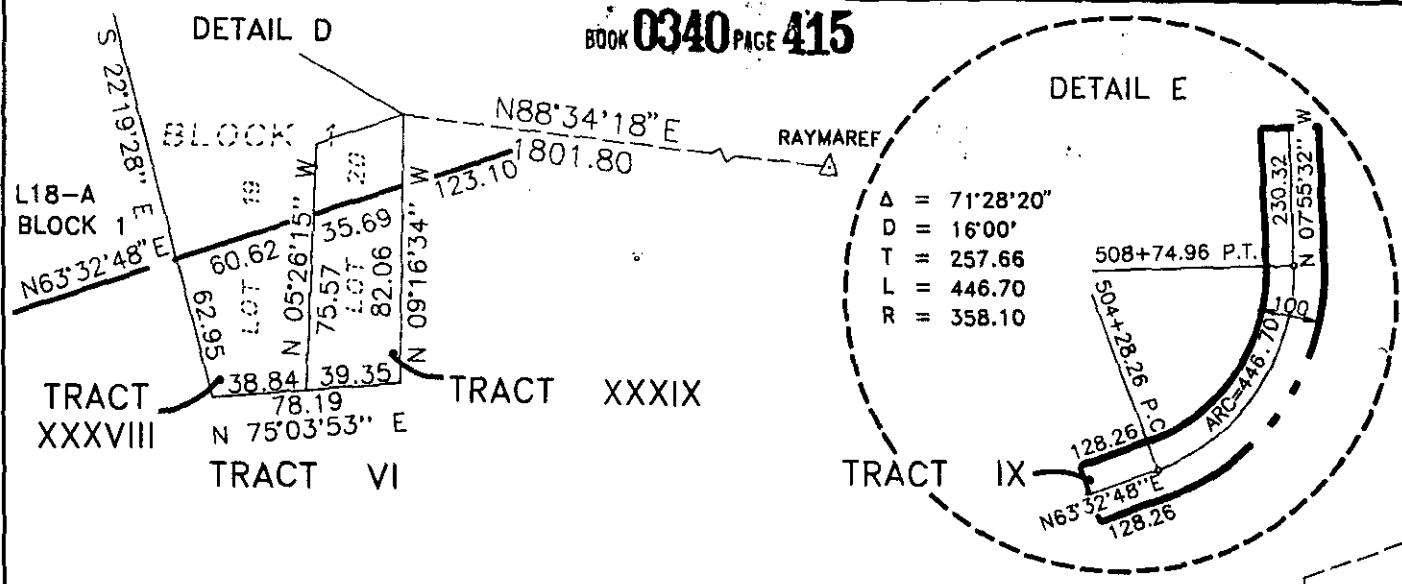 BOOK 0340 PAGE 415
DETAIL D
S 22°19'28" E
BLOCK 1
N88°34'18" E
1801.80
RAYMAREF
L18-A
BLOCK 1
N63°32'48" E
123.10
60.62
35.69
LOT 19
LOT 20
N 05°26'15" W
75.57
82.06
N 09°16'34" W
62.95
38.84
39.35
78.19
N 75°03'53" E
TRACT
XXXVIII
TRACT XXXIX
TRACT VI
DETAIL E
Δ = 71°28'20"
D = 16°00'
T = 257.66
L = 446.70
R = 358.10
230.32
N 07°55'32" W
508+74.96 P.T.
504+28.26 P.C.
100
ARC=446.70'
128.26
TRACT IX
N63°32'48"E
128.26